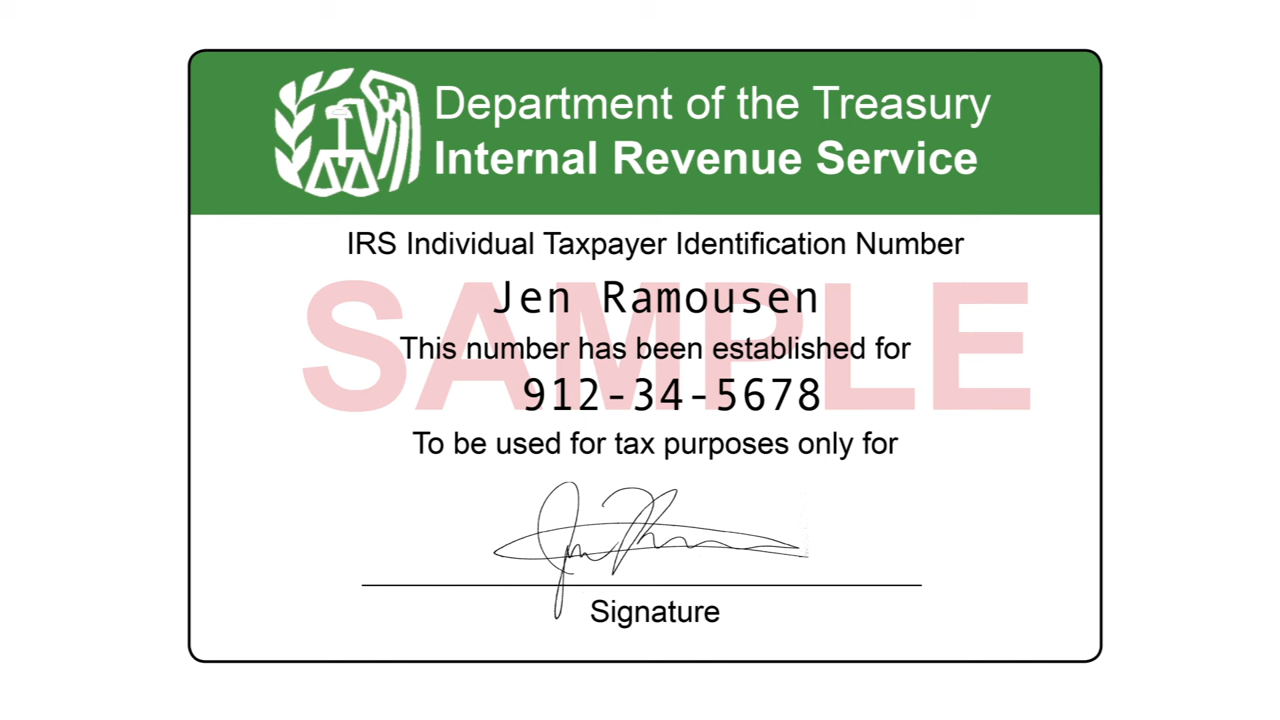 Department of the Treasury
Internal Revenue Service
IRS Individual Taxpayer Identification Number
SAMPLE
Jen Ramousen
This number has been established for
912-34-5678
To be used for tax purposes only for
Signature